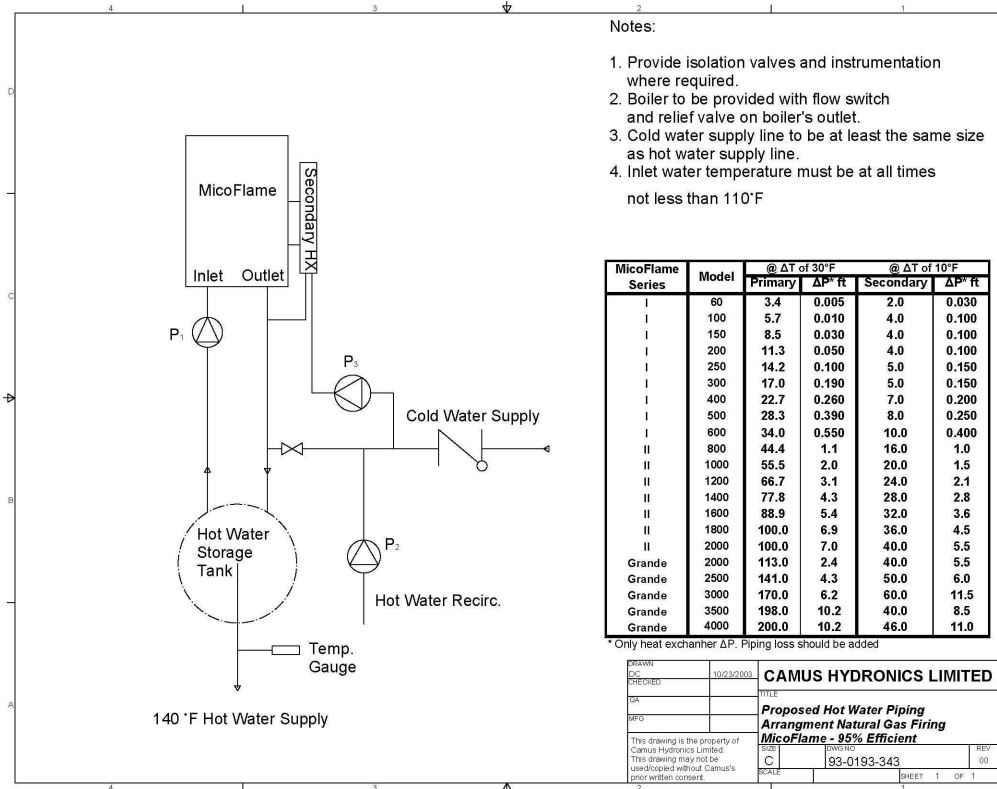 4 3 2 1
D
C
B
A
Notes:
1. Provide isolation valves and instrumentation
where required.
2. Boiler to be provided with flow switch
and relief valve on boiler's outlet.
3. Cold water supply line to be at least the same size
as hot water supply line.
4. Inlet water temperature must be at all times
not less than 110°F
MicoFlame
Secondary HX
Inlet Outlet
P1
P3
Cold Water Supply
Hot Water
Storage
Tank
P2
Hot Water Recirc.
Temp.
Gauge
140 °F Hot Water Supply
MicoFlame Series Model @ ΔT of 30°F @ ΔT of 10°F
Primary ΔP* ft Secondary ΔP* ft
I 60 3.4 0.005 2.0 0.030
I 100 5.7 0.010 4.0 0.100
I 150 8.5 0.030 4.0 0.100
I 200 11.3 0.050 4.0 0.100
I 250 14.2 0.100 5.0 0.150
I 300 17.0 0.190 5.0 0.150
I 400 22.7 0.260 7.0 0.200
I 500 28.3 0.390 8.0 0.250
I 600 34.0 0.550 10.0 0.400
II 800 44.4 1.1 16.0 1.0
II 1000 55.5 2.0 20.0 1.5
II 1200 66.7 3.1 24.0 2.1
II 1400 77.8 4.3 28.0 2.8
II 1600 88.9 5.4 32.0 3.6
II 1800 100.0 6.9 36.0 4.5
II 2000 100.0 7.0 40.0 5.5
Grande 2000 113.0 2.4 40.0 5.5
Grande 2500 141.0 4.3 50.0 6.0
Grande 3000 170.0 6.2 60.0 11.5
Grande 3500 198.0 10.2 40.0 8.5
Grande 4000 200.0 10.2 46.0 11.0
* Only heat exchanher ΔP. Piping loss should be added
DRAWN
DC 10/23/2003
CHECKED
QA
MFG
This drawing is the property of
Camus Hydronics Limited.
This drawing may not be
used/copied without Camus's
prior written consent.
CAMUS HYDRONICS LIMITED
TITLE
Proposed Hot Water Piping
Arrangment Natural Gas Firing
MicoFlame - 95% Efficient
SIZE DWG NO REV
C 93-0193-343 00
SCALE SHEET 1 OF 1
4 3 2 1